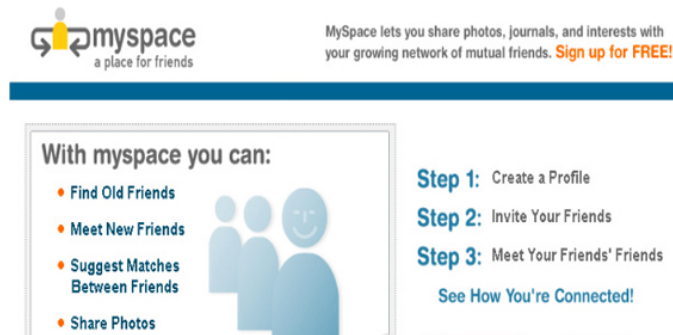 myspace
a place for friends
MySpace lets you share photos, journals, and interests with
your growing network of mutual friends. Sign up for FREE!
With myspace you can:
Find Old Friends
Meet New Friends
Suggest Matches
Between Friends
Share Photos
Step 1: Create a Profile
Step 2: Invite Your Friends
Step 3: Meet Your Friends' Friends
See How You're Connected!